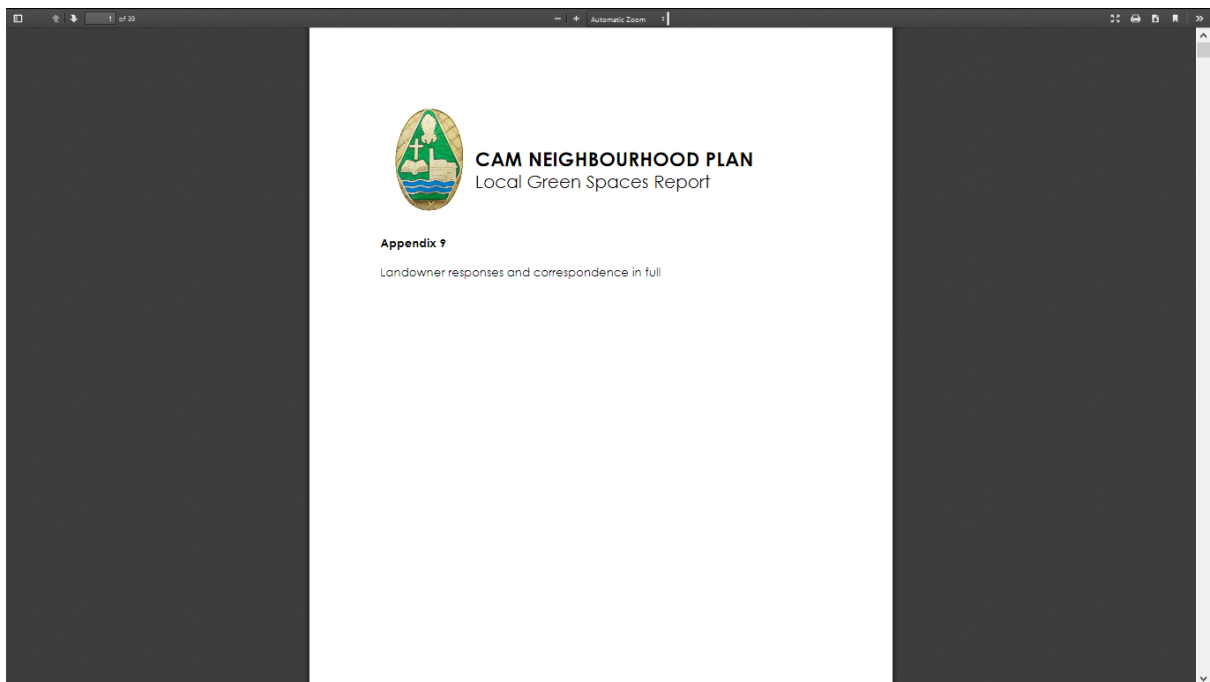 1 of 39
Automatic Zoom
CAM NEIGHBOURHOOD PLAN
Local Green Spaces Report
Appendix 9
Landowner responses and correspondence in full